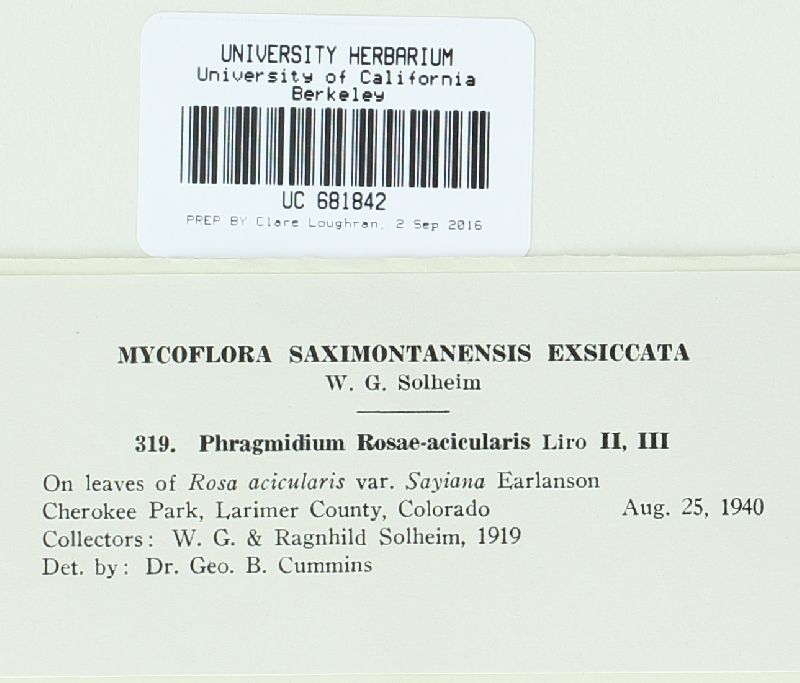 UNIVERSITY HERBARIUM
University of California
Berkeley
UC 681842
PREP BY Clare Loughran, 2 Sep 2016
MYCOFLORA SAXIMONTANENSIS EXSICCATA
W. G. Solheim
319. Phragmidium Rosae-acicularis Liro II, III
On leaves of Rosa acicularis var. Sayiana Earlanson
Cherokee Park, Larimer County, Colorado Aug. 25, 1940
Collectors: W. G. & Ragnhild Solheim, 1919
Det. by: Dr. Geo. B. Cummins